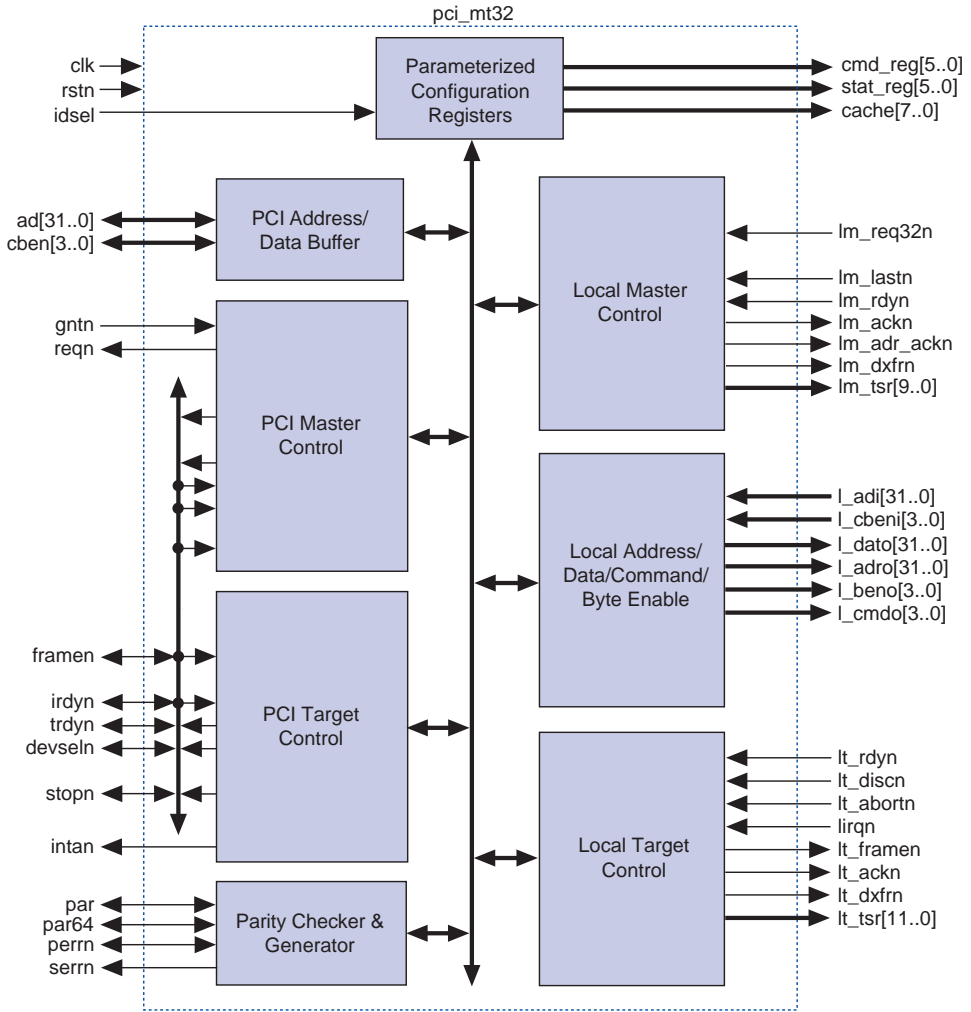 pci_mt32
clk
rstn
idsel
Parameterized
Configuration
Registers
cmd_reg[5..0]
stat_reg[5..0]
cache[7..0]
ad[31..0]
cben[3..0]
PCI Address/
Data Buffer
gntn
reqn
PCI Master
Control
framen
irdyn
trdyn
devseln
stopn
intan
PCI Target
Control
par
par64
perrn
serrn
Parity Checker &
Generator
Local Master
Control
lm_req32n
lm_lastn
lm_rdyn
lm_ackn
lm_adr_ackn
lm_dxfrn
lm_tsr[9..0]
Local Address/
Data/Command/
Byte Enable
l_adi[31..0]
l_cbeni[3..0]
l_dato[31..0]
l_adro[31..0]
l_beno[3..0]
l_cmdo[3..0]
Local Target
Control
lt_rdyn
lt_discn
lt_abortn
lirqn
lt_framen
lt_ackn
lt_dxfrn
lt_tsr[11..0]